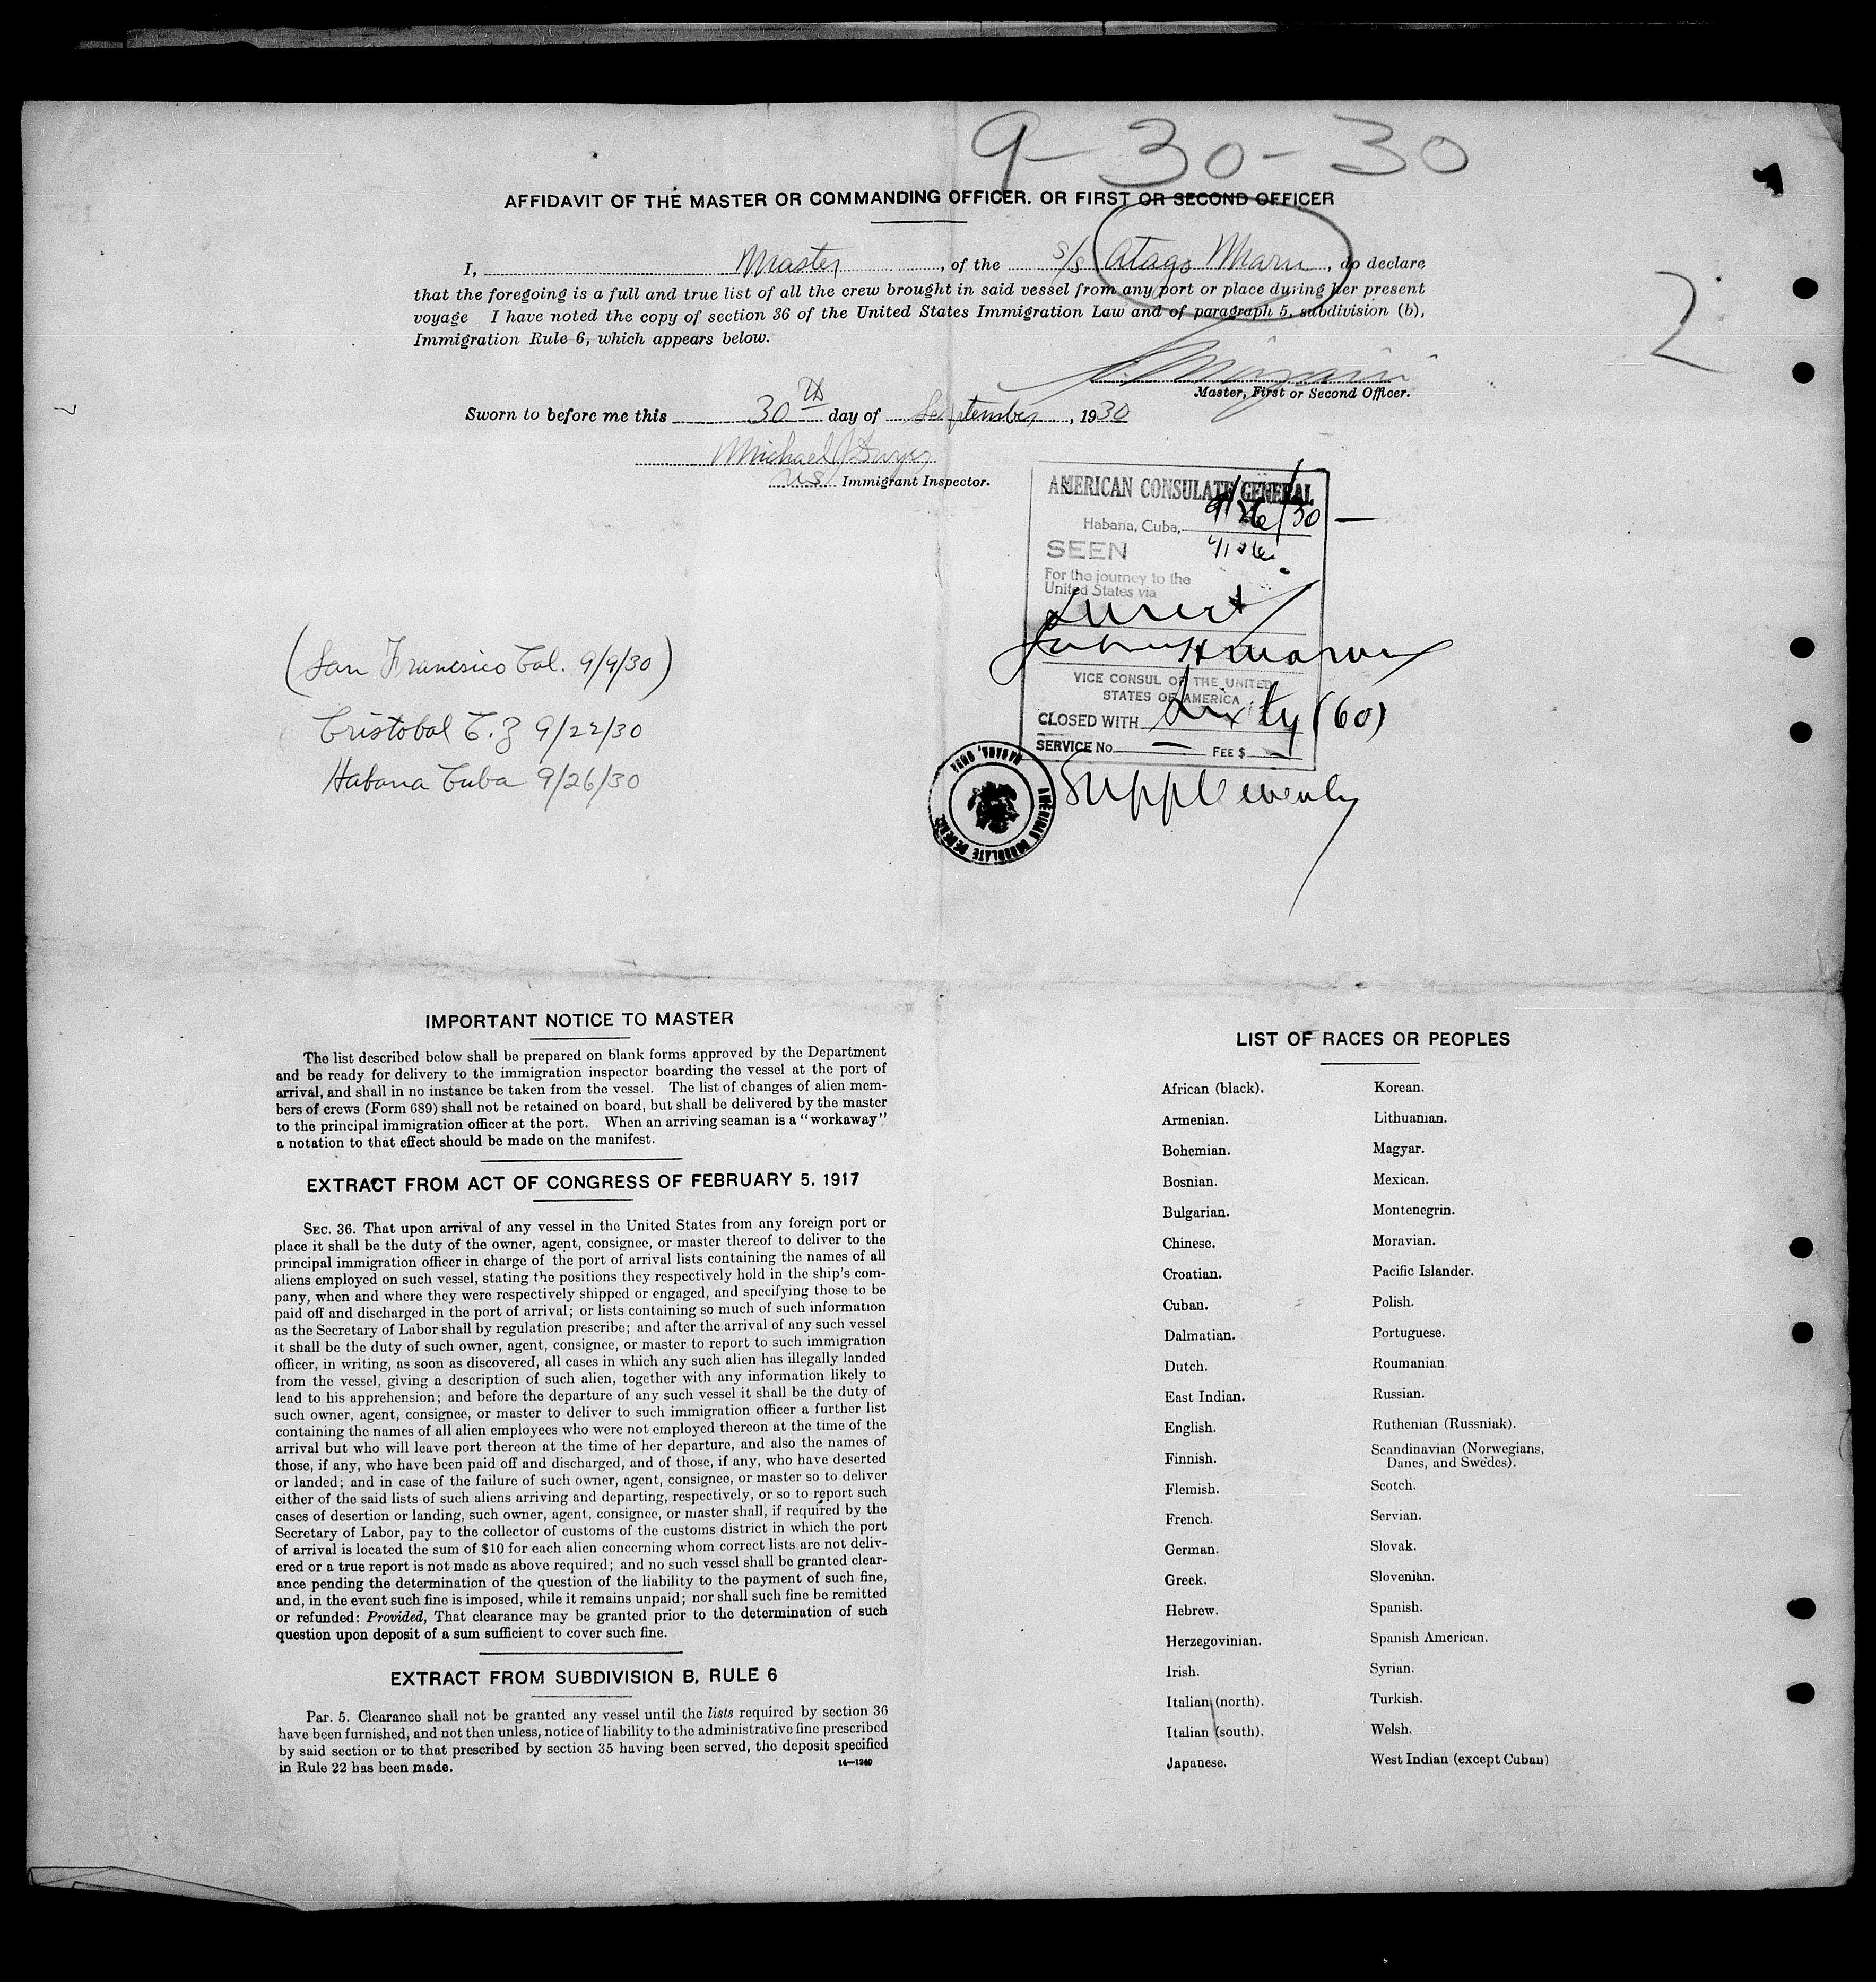 9-30-30
AFFIDAVIT OF THE MASTER OR COMMANDING OFFICER, OR FIRST OR SECOND OFFICER
I, Master, of the S/S Atago Maru, do declare
that the foregoing is a full and true list of all the crew brought in said vessel from any port or place during her present
voyage I have noted the copy of section 36 of the United States Immigration Law and of paragraph 5, subdivision (b),
Immigration Rule 6, which appears below.
2
Master, First or Second Officer.
Sworn to before me this 30th day of September, 1930
Michael J Dwyer
US Immigrant Inspector.
AMERICAN CONSULATE GENERAL
Habana, Cuba, 9/26/30
SEEN
For the journey to the
United States via
Direct
VICE CONSUL OF THE UNITED
STATES OF AMERICA
CLOSED WITH Sixty (60)
SERVICE No. — FEE $ —
HABANA, CUBA
AMERICAN CONSULATE GENERAL
(San Francsico Cal. 9/9/30)
Cristobal C.Z 9/22/30
Habana Cuba 9/26/30
IMPORTANT NOTICE TO MASTER
The list described below shall be prepared on blank forms approved by the Department
and be ready for delivery to the immigration inspector boarding the vessel at the port of
arrival, and shall in no instance be taken from the vessel. The list of changes of alien mem-
bers of crews (Form 689) shall not be retained on board, but shall be delivered by the master
to the principal immigration officer at the port. When an arriving seaman is a "workaway"
a notation to that effect should be made on the manifest.
EXTRACT FROM ACT OF CONGRESS OF FEBRUARY 5, 1917
SEC. 36. That upon arrival of any vessel in the United States from any foreign port or
place it shall be the duty of the owner, agent, consignee, or master thereof to deliver to the
principal immigration officer in charge of the port of arrival lists containing the names of all
aliens employed on such vessel, stating the positions they respectively hold in the ship's com-
pany, when and where they were respectively shipped or engaged, and specifying those to be
paid off and discharged in the port of arrival; or lists containing so much of such information
as the Secretary of Labor shall by regulation prescribe; and after the arrival of any such vessel
it shall be the duty of such owner, agent, consignee, or master to report to such immigration
officer, in writing, as soon as discovered, all cases in which any such alien has illegally landed
from the vessel, giving a description of such alien, together with any information likely to
lead to his apprehension; and before the departure of any such vessel it shall be the duty of
such owner, agent, consignee, or master to deliver to such immigration officer a further list
containing the names of all alien employees who were not employed thereon at the time of the
arrival but who will leave port thereon at the time of her departure, and also the names of
those, if any, who have been paid off and discharged, and of those, if any, who have deserted
or landed; and in case of the failure of such owner, agent, consignee, or master so to deliver
either of the said lists of such aliens arriving and departing, respectively, or so to report such
cases of desertion or landing, such owner, agent, consignee, or master shall, if required by the
Secretary of Labor, pay to the collector of customs of the customs district in which the port
of arrival is located the sum of $10 for each alien concerning whom correct lists are not deliv-
ered or a true report is not made as above required; and no such vessel shall be granted clear-
ance pending the determination of the question of the liability to the payment of such fine,
and, in the event such fine is imposed, while it remains unpaid; nor shall such fine be remitted
or refunded: Provided, That clearance may be granted prior to the determination of such
question upon deposit of a sum sufficient to cover such fine.
EXTRACT FROM SUBDIVISION B, RULE 6
Par. 5. Clearance shall not be granted any vessel until the lists required by section 36
have been furnished, and not then unless, notice of liability to the administrative fine prescribed
by said section or to that prescribed by section 35 having been served, the deposit specified
in Rule 22 has been made.
14—1240
LIST OF RACES OR PEOPLES
African (black).
Armenian.
Bohemian.
Bosnian.
Bulgarian.
Chinese.
Croatian.
Cuban.
Dalmatian.
Dutch.
East Indian.
English.
Finnish.
Flemish.
French.
German.
Greek.
Hebrew.
Herzegovinian.
Irish.
Italian (north).
Italian (south).
Japanese.
Korean.
Lithuanian.
Magyar.
Mexican.
Montenegrin.
Moravian.
Pacific Islander.
Polish.
Portuguese.
Roumanian
Russian.
Ruthenian (Russniak).
Scandinavian (Norwegians,
Danes, and Swedes).
Scotch.
Servian.
Slovak.
Slovenian.
Spanish.
Spanish American.
Syrian.
Turkish.
Welsh.
West Indian (except Cuban)